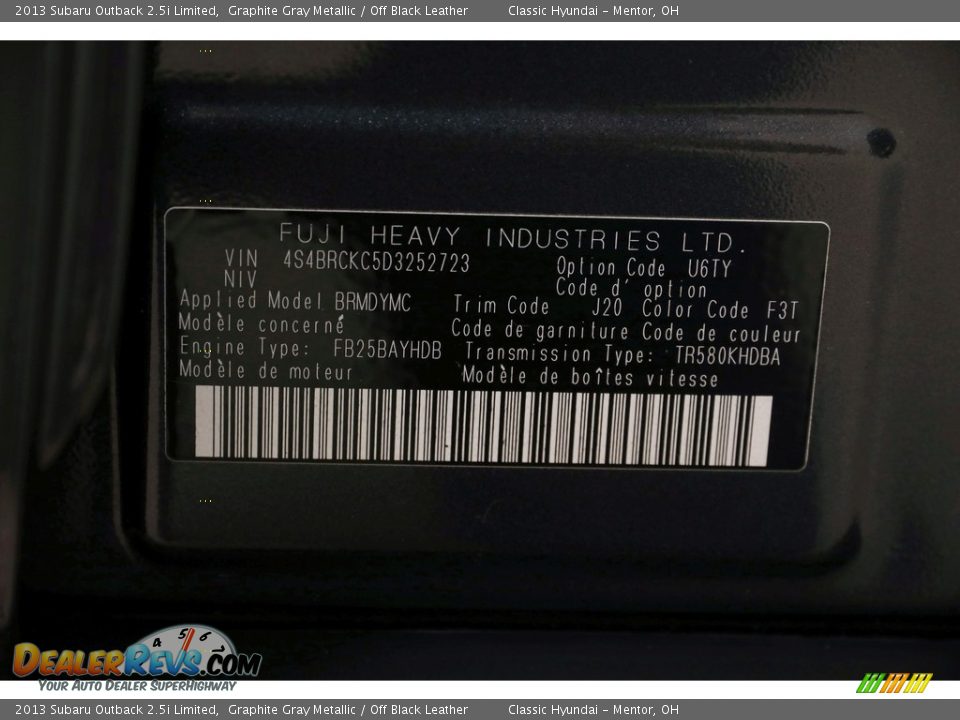 2013 Subaru Outback 2.5i Limited, Graphite Gray Metallic / Off Black Leather Classic Hyundai - Mentor, OH
FUJI HEAVY INDUSTRIES LTD.
VIN 4S4BRCKC5D3252723 Option Code U6TY
NIV Code d' option
Applied Model BRMDYMC Trim Code J20 Color Code F3T
Modèle concerné Code de garniture Code de couleur
Engine Type: FB25BAYHDB Transmission Type: TR580KHDBA
Modèle de moteur Modèle de boîtes vitesse
4 5 6
DEALERREVS.COM
YOUR AUTO DEALER SUPERHIGHWAY
2013 Subaru Outback 2.5i Limited, Graphite Gray Metallic / Off Black Leather Classic Hyundai - Mentor, OH